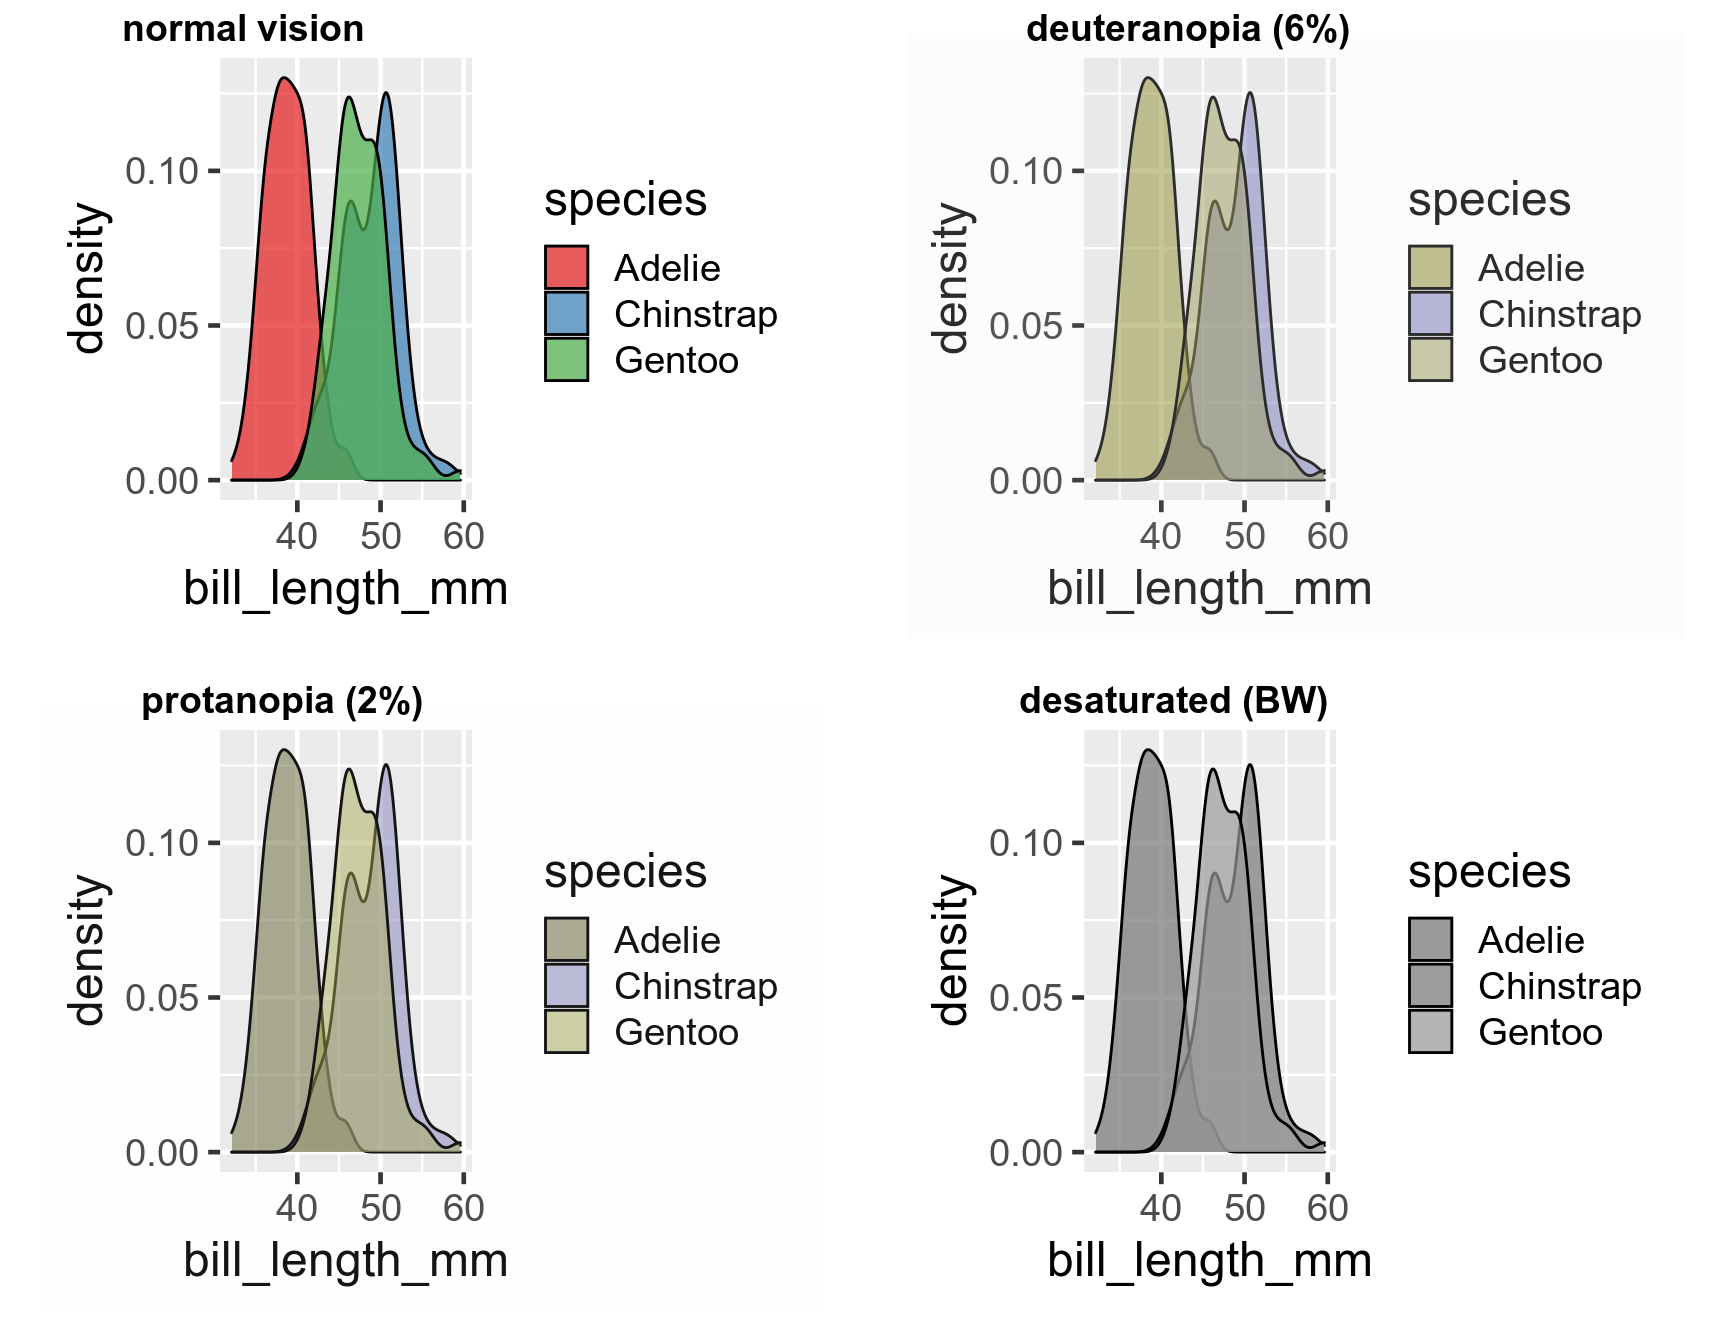 normal vision
0.10
0.05
0.00
density
40 50 60
bill_length_mm
species
Adelie
Chinstrap
Gentoo
deuteranopia (6%)
0.10
0.05
0.00
density
40 50 60
bill_length_mm
species
Adelie
Chinstrap
Gentoo
protanopia (2%)
0.10
0.05
0.00
density
40 50 60
bill_length_mm
species
Adelie
Chinstrap
Gentoo
desaturated (BW)
0.10
0.05
0.00
density
40 50 60
bill_length_mm
species
Adelie
Chinstrap
Gentoo